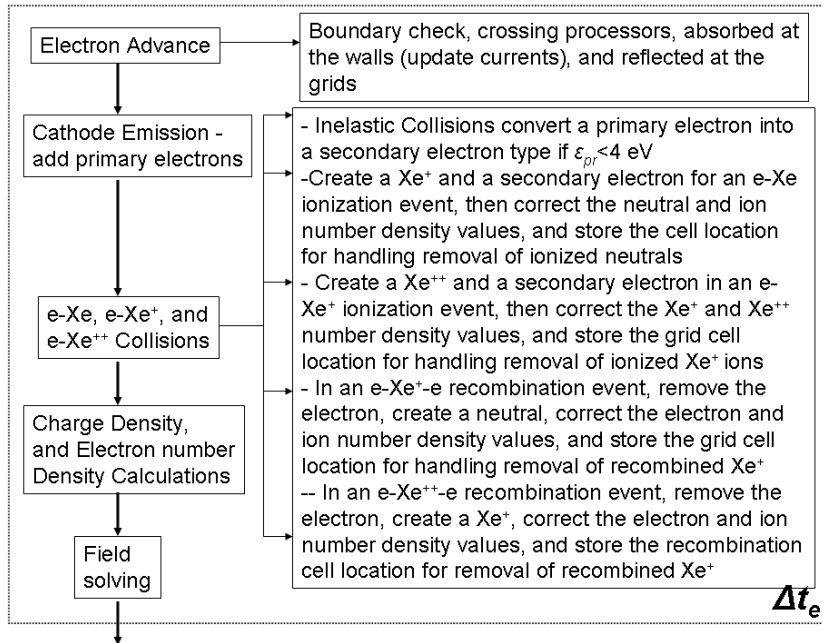 Electron Advance
Boundary check, crossing processors, absorbed at
the walls (update currents), and reflected at the
grids
Cathode Emission -
add primary electrons
- Inelastic Collisions convert a primary electron into
a secondary electron type if εpr<4 eV
-Create a Xe⁺ and a secondary electron for an e-Xe
ionization event, then correct the neutral and ion
number density values, and store the cell location
for handling removal of ionized neutrals
- Create a Xe⁺⁺ and a secondary electron in an e-
Xe⁺ ionization event, then correct the Xe⁺ and Xe⁺⁺
number density values, and store the grid cell
location for handling removal of ionized Xe⁺ ions
- In an e-Xe⁺-e recombination event, remove the
electron, create a neutral, correct the electron and
ion number density values, and store the grid cell
location for handling removal of recombined Xe⁺
-- In an e-Xe⁺⁺-e recombination event, remove the
electron, create a Xe⁺, correct the electron and ion
number density values, and store the recombination
cell location for removal of recombined Xe⁺
e-Xe, e-Xe⁺, and
e-Xe⁺⁺ Collisions
Charge Density,
and Electron number
Density Calculations
Field
solving
Δte